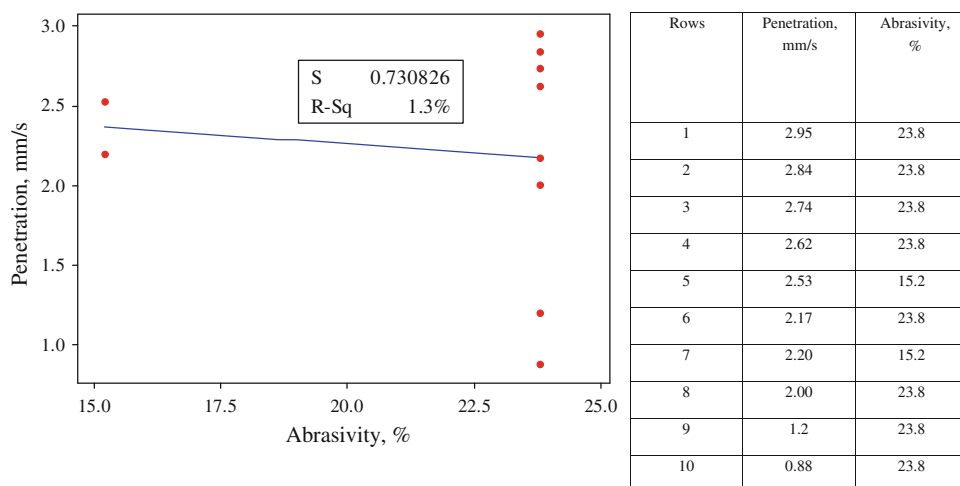 3.0
2.5
2.0
1.5
1.0
Penetration, mm/s
S 0.730826
R-Sq 1.3%
15.0 17.5 20.0 22.5 25.0
Abrasivity, %
Rows Penetration, Abrasivity,
mm/s %
1 2.95 23.8
2 2.84 23.8
3 2.74 23.8
4 2.62 23.8
5 2.53 15.2
6 2.17 23.8
7 2.20 15.2
8 2.00 23.8
9 1.2 23.8
10 0.88 23.8